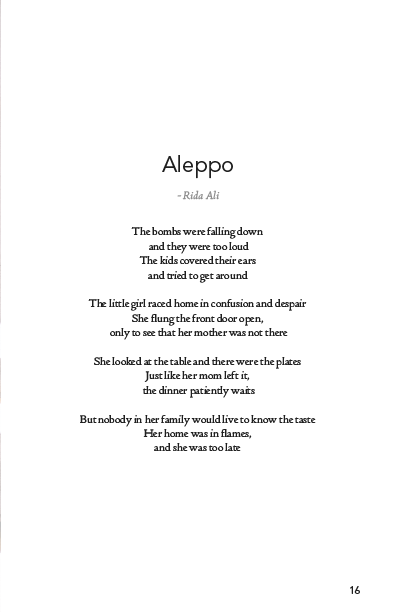 Aleppo
~ Rida Ali
The bombs were falling down
and they were too loud
The kids covered their ears
and tried to get around
The little girl raced home in confusion and despair
She flung the front door open,
only to see that her mother was not there
She looked at the table and there were the plates
Just like her mom left it,
the dinner patiently waits
But nobody in her family would live to know the taste
Her home was in flames,
and she was too late
16